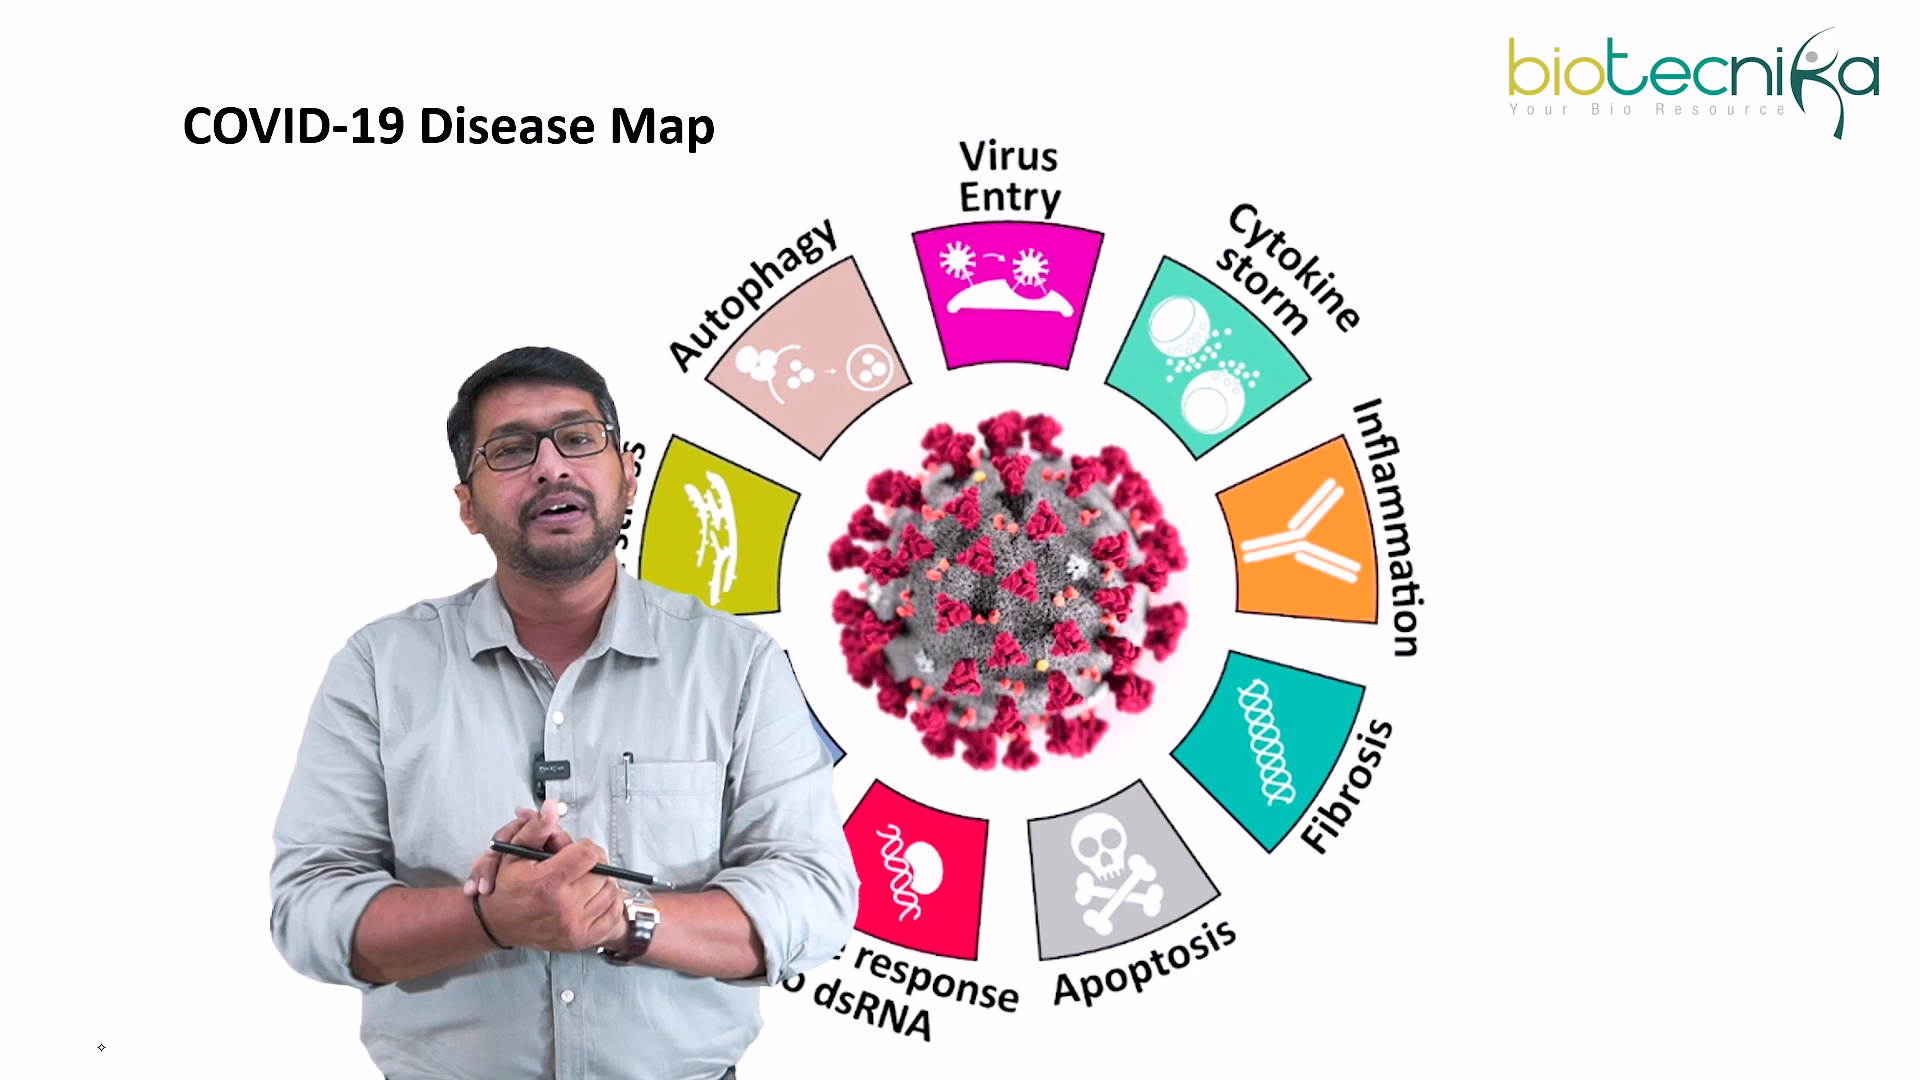 COVID-19 Disease Map
biotecnika
Your Bio Resource
Virus
Entry
Cytokine
storm
Inflammation
Fibrosis
Apoptosis
response
dsRNA
Autophagy